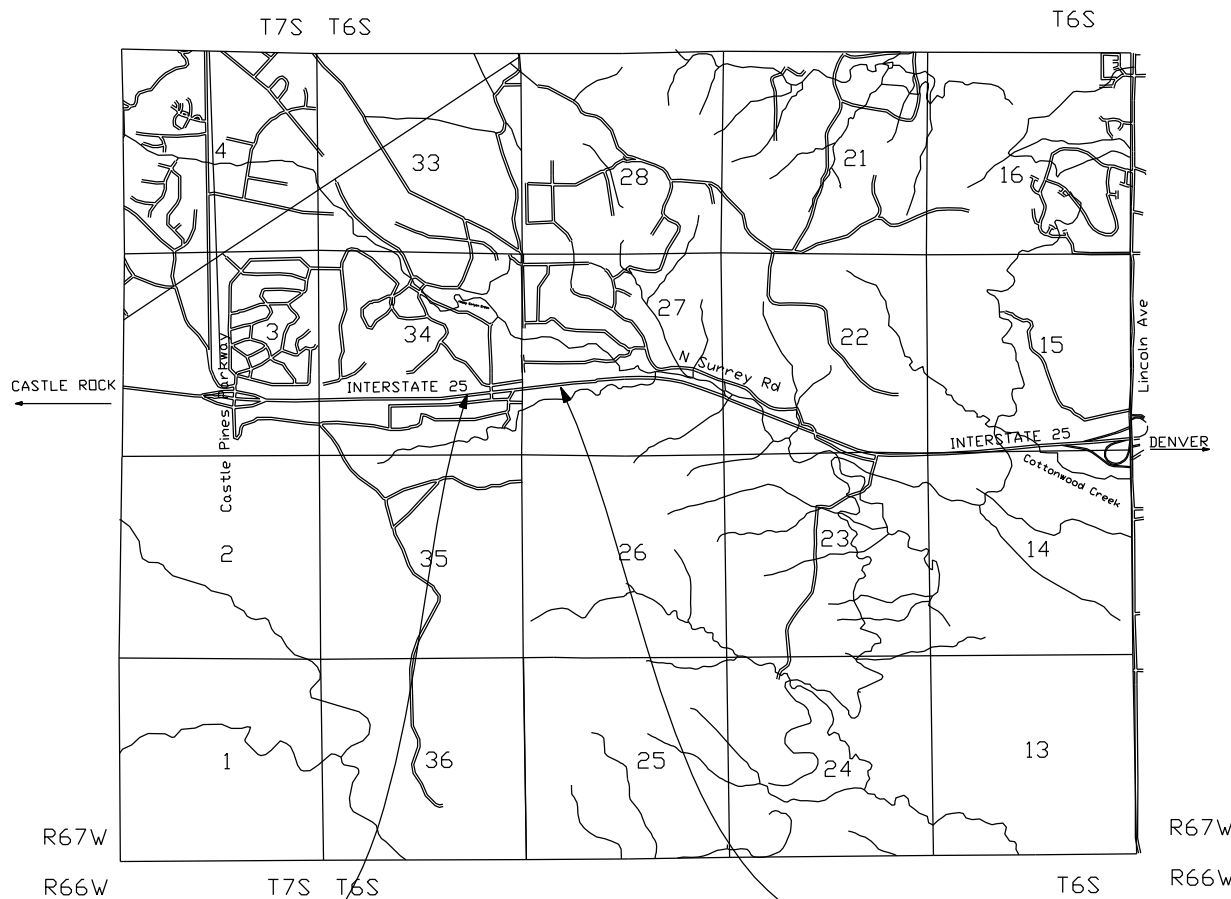 T7S T6S
T6S
4
33
28
21
16
3
34
27
22
15
Lincoln Ave
N Surrey Rd
CASTLE ROCK
INTERSTATE 25
Castle Pines Parkway
INTERSTATE 25
DENVER
Cottonwood Creek
2
35
26
23
14
1
36
25
24
13
R67W
R67W
R66W
T7S T6S
T6S
R66W